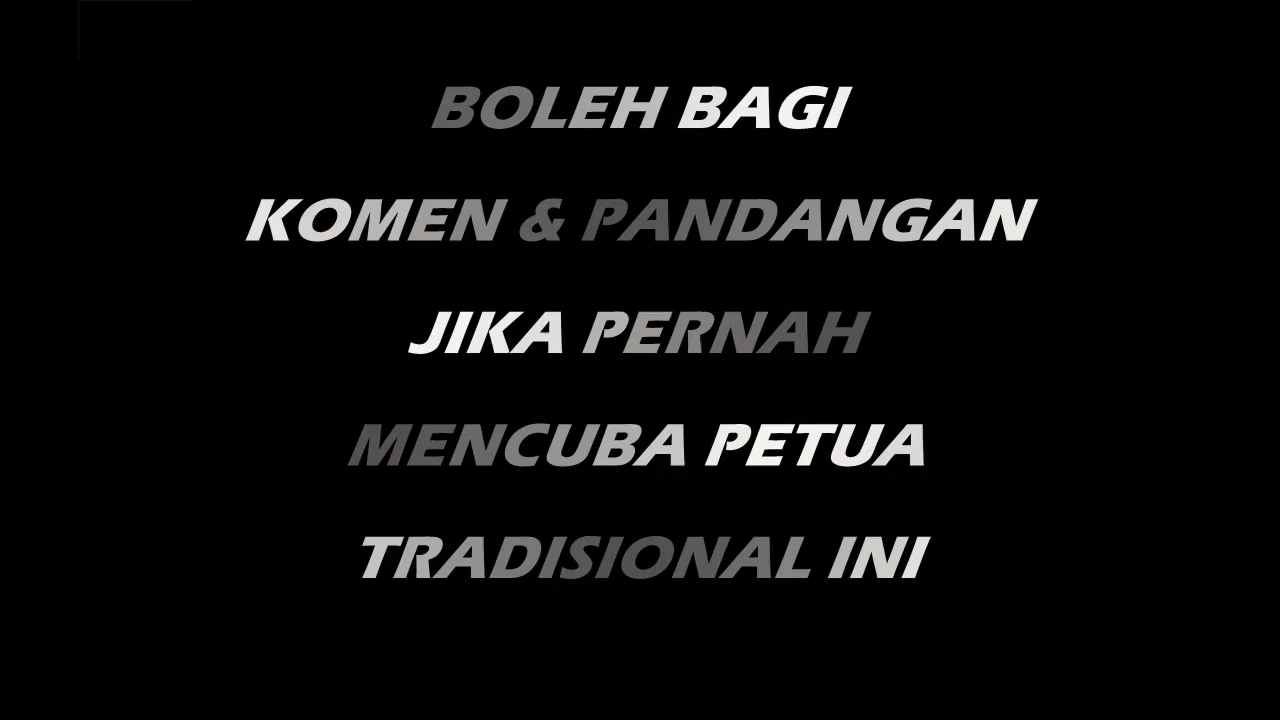 BOLEH BAGI
KOMEN & PANDANGAN
JIKA PERNAH
MENCUBA PETUA
TRADISIONAL INI